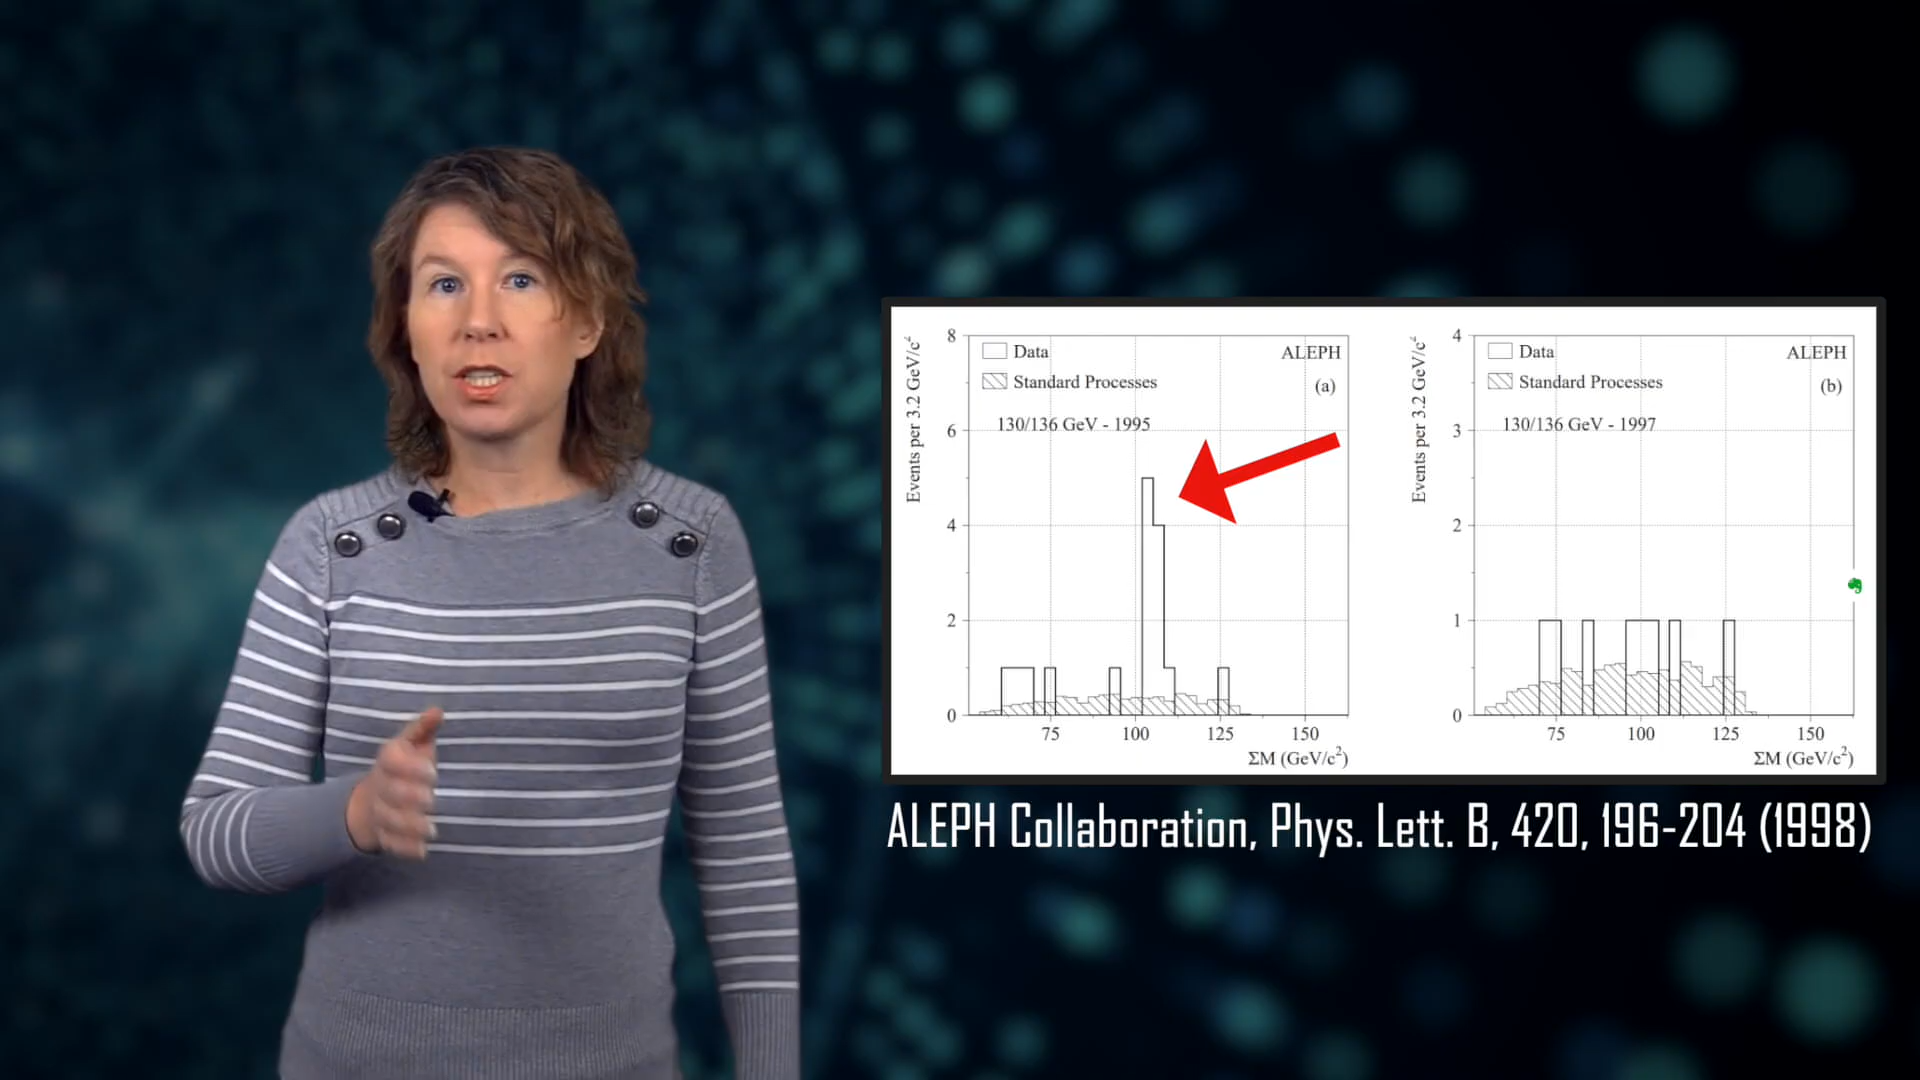 8
6
4
2
0
Events per 3.2 GeV/c²
Data
ALEPH
Standard Processes
(a)
130/136 GeV - 1995
75 100 125 150
ΣM (GeV/c²)
4
3
2
1
0
Events per 3.2 GeV/c²
Data
ALEPH
Standard Processes
(b)
130/136 GeV - 1997
75 100 125 150
ΣM (GeV/c²)
ALEPH Collaboration, Phys. Lett. B, 420, 196-204 (1998)